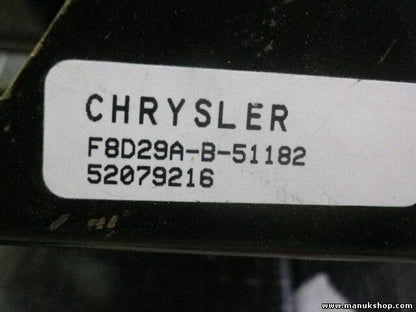 CHRYSLER
F8D29A-B-51182
52079216
www.manukshop.com